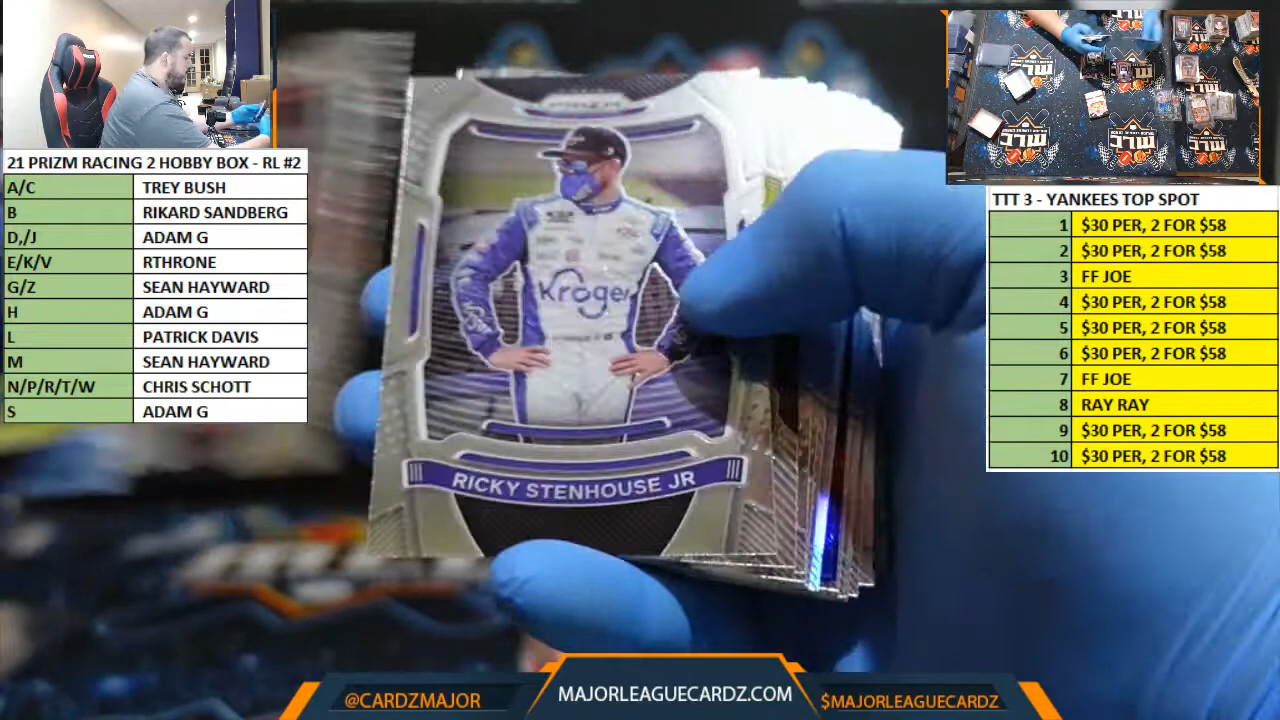 21 PRIZM RACING 2 HOBBY BOX - RL #2
A/C TREY BUSH
B RIKARD SANDBERG
D,/J ADAM G
E/K/V RTHRONE
G/Z SEAN HAYWARD
H ADAM G
L PATRICK DAVIS
M SEAN HAYWARD
N/P/R/T/W CHRIS SCHOTT
S ADAM G
PRIZM
Kroger
RICKY STENHOUSE JR
TTT 3 - YANKEES TOP SPOT
1 $30 PER, 2 FOR $58
2 $30 PER, 2 FOR $58
3 FF JOE
4 $30 PER, 2 FOR $58
5 $30 PER, 2 FOR $58
6 $30 PER, 2 FOR $58
7 FF JOE
8 RAY RAY
9 $30 PER, 2 FOR $58
10 $30 PER, 2 FOR $58
@CARDZMAJOR
MAJORLEAGUECARDZ.COM
$MAJORLEAGUECARDZ